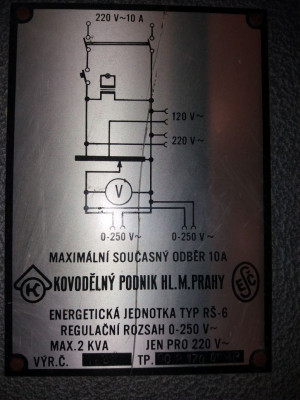 220 V~10 A
120 V~
220 V~
V
0-250 V~ 0-250 V~
MAXIMÁLNÍ SOUČASNÝ ODBĚR 10A
K KOVODĚLNÝ PODNIK HL.M.PRAHY ESČ
ENERGETICKÁ JEDNOTKA TYP RŠ-6
REGULAČNÍ ROZSAH 0-250 V~
MAX.2 KVA JEN PRO 220 V~
VÝR.Č. TP.